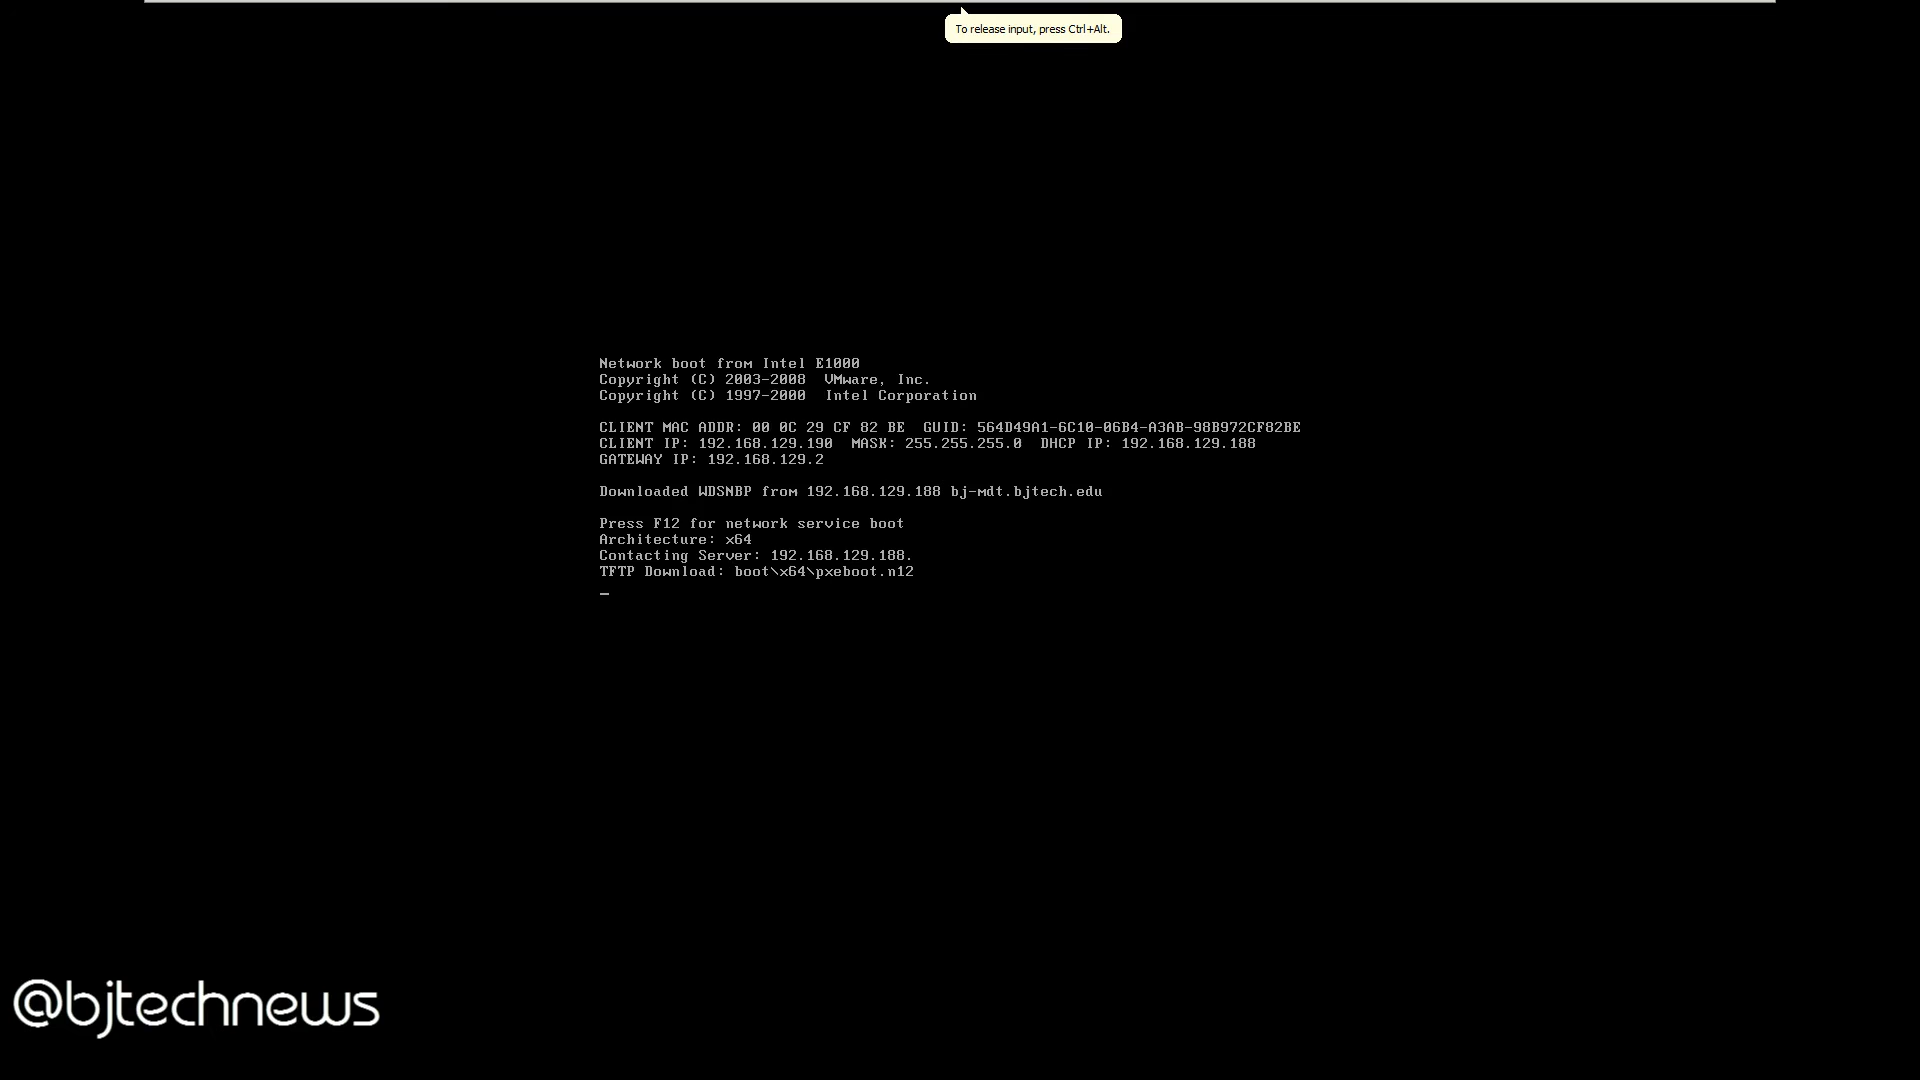 To release input, press Ctrl+Alt.
Network boot from Intel E1000
Copyright (C) 2003-2008  VMware, Inc.
Copyright (C) 1997-2000  Intel Corporation
CLIENT MAC ADDR: 00 0C 29 CF 82 BE  GUID: 564D49A1-6C10-06B4-A3AB-98B972CF82BE
CLIENT IP: 192.168.129.190  MASK: 255.255.255.0  DHCP IP: 192.168.129.188
GATEWAY IP: 192.168.129.2
Downloaded WDSNBP from 192.168.129.188 bj-mdt.bjtech.edu
Press F12 for network service boot
Architecture: x64
Contacting Server: 192.168.129.188.
TFTP Download: boot\x64\pxeboot.n12
_
@bjtechnews